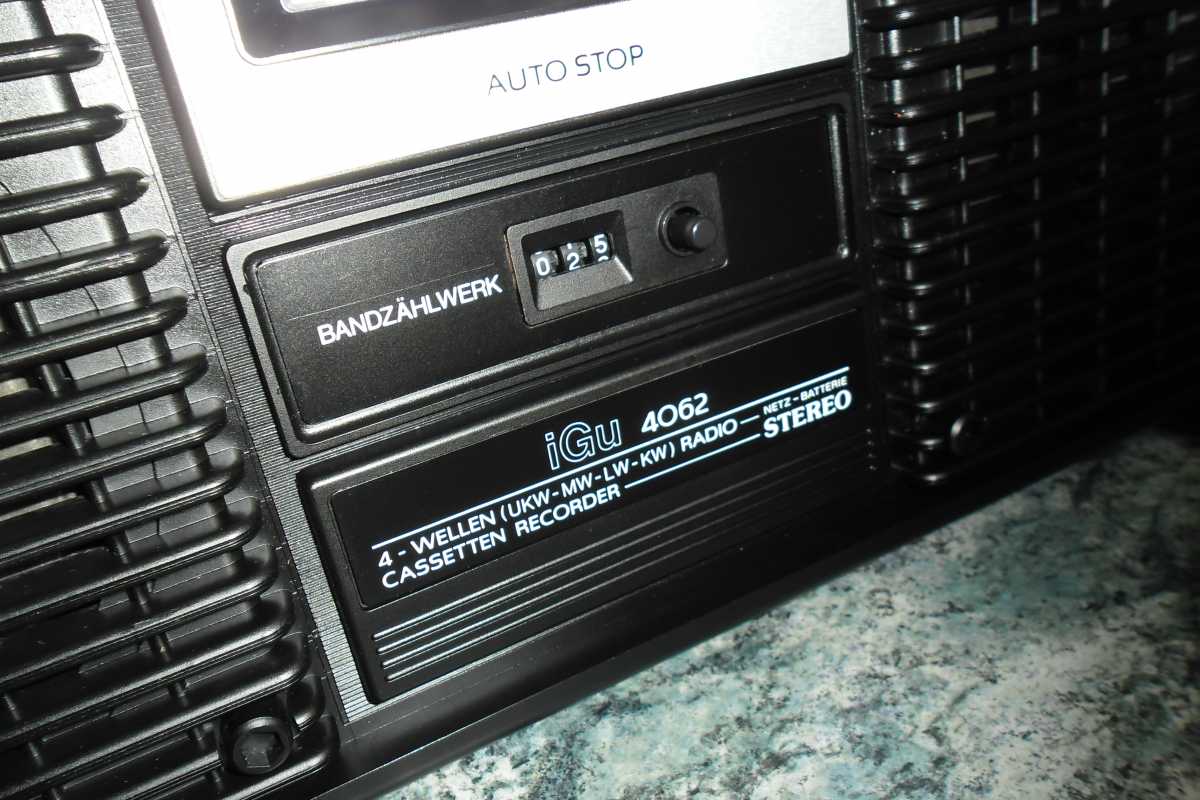 AUTO STOP
BANDZÄHLWERK
025
iGu 4062
4-WELLEN (UKW-MW-LW-KW) RADIO
CASSETTEN RECORDER
NETZ-BATTERIE
STEREO